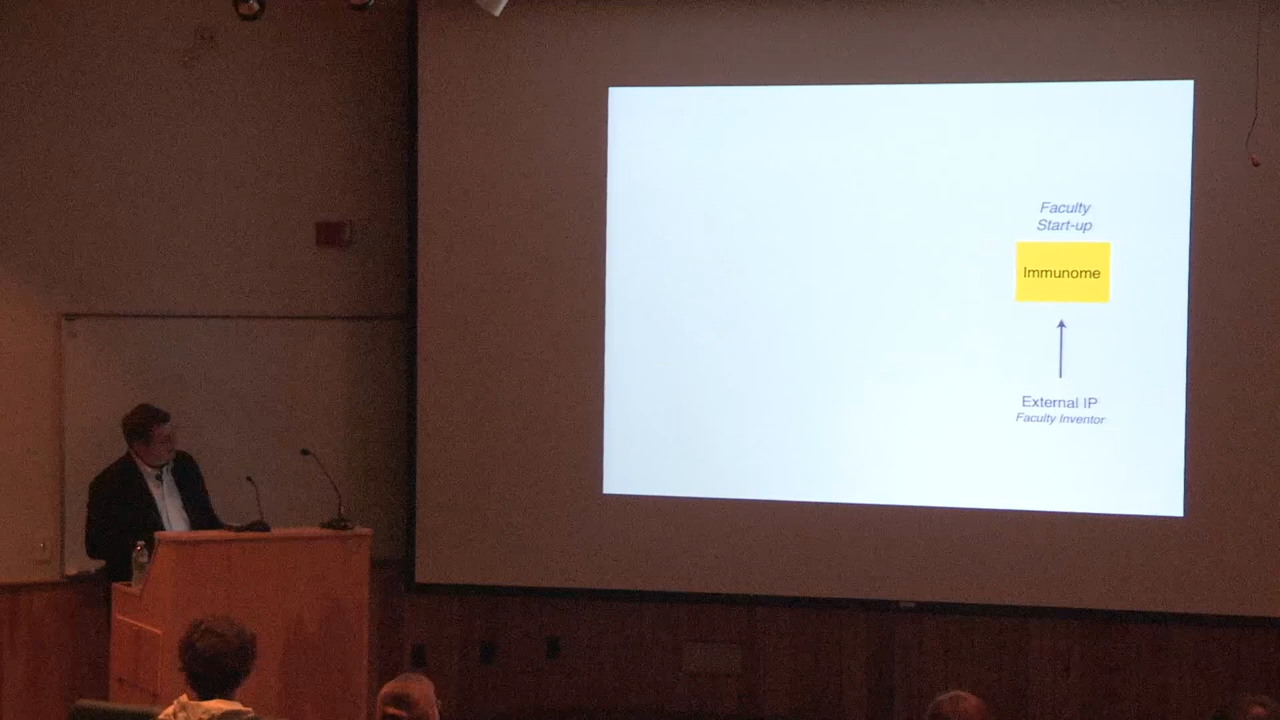 Faculty
Start-up
Immunome
External IP
Faculty Inventor